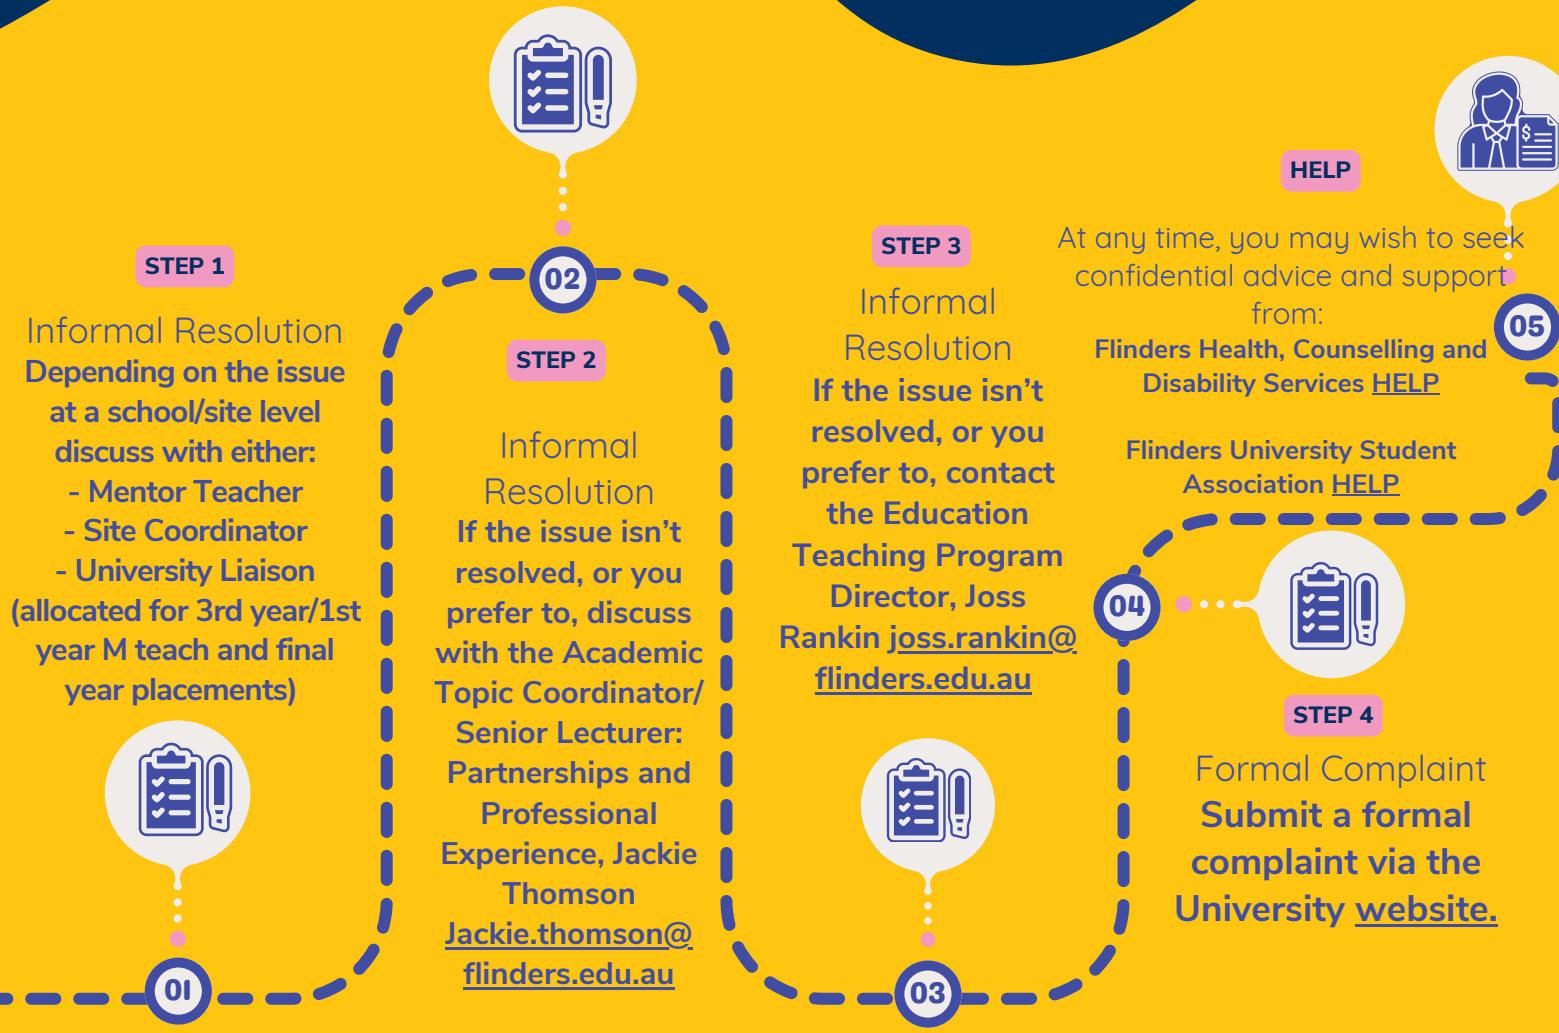 STEP 1
Informal Resolution
Depending on the issue
at a school/site level
discuss with either:
- Mentor Teacher
- Site Coordinator
- University Liaison
(allocated for 3rd year/1st
year M teach and final
year placements)
01
02
STEP 2
Informal
Resolution
If the issue isn’t
resolved, or you
prefer to, discuss
with the Academic
Topic Coordinator/
Senior Lecturer:
Partnerships and
Professional
Experience, Jackie
Thomson
Jackie.thomson@
flinders.edu.au
STEP 3
Informal
Resolution
If the issue isn’t
resolved, or you
prefer to, contact
the Education
Teaching Program
Director, Joss
Rankin joss.rankin@
flinders.edu.au
03
04
STEP 4
Formal Complaint
Submit a formal
complaint via the
University website.
HELP
At any time, you may wish to seek
confidential advice and support
from:
Flinders Health, Counselling and
Disability Services HELP
Flinders University Student
Association HELP
$
05